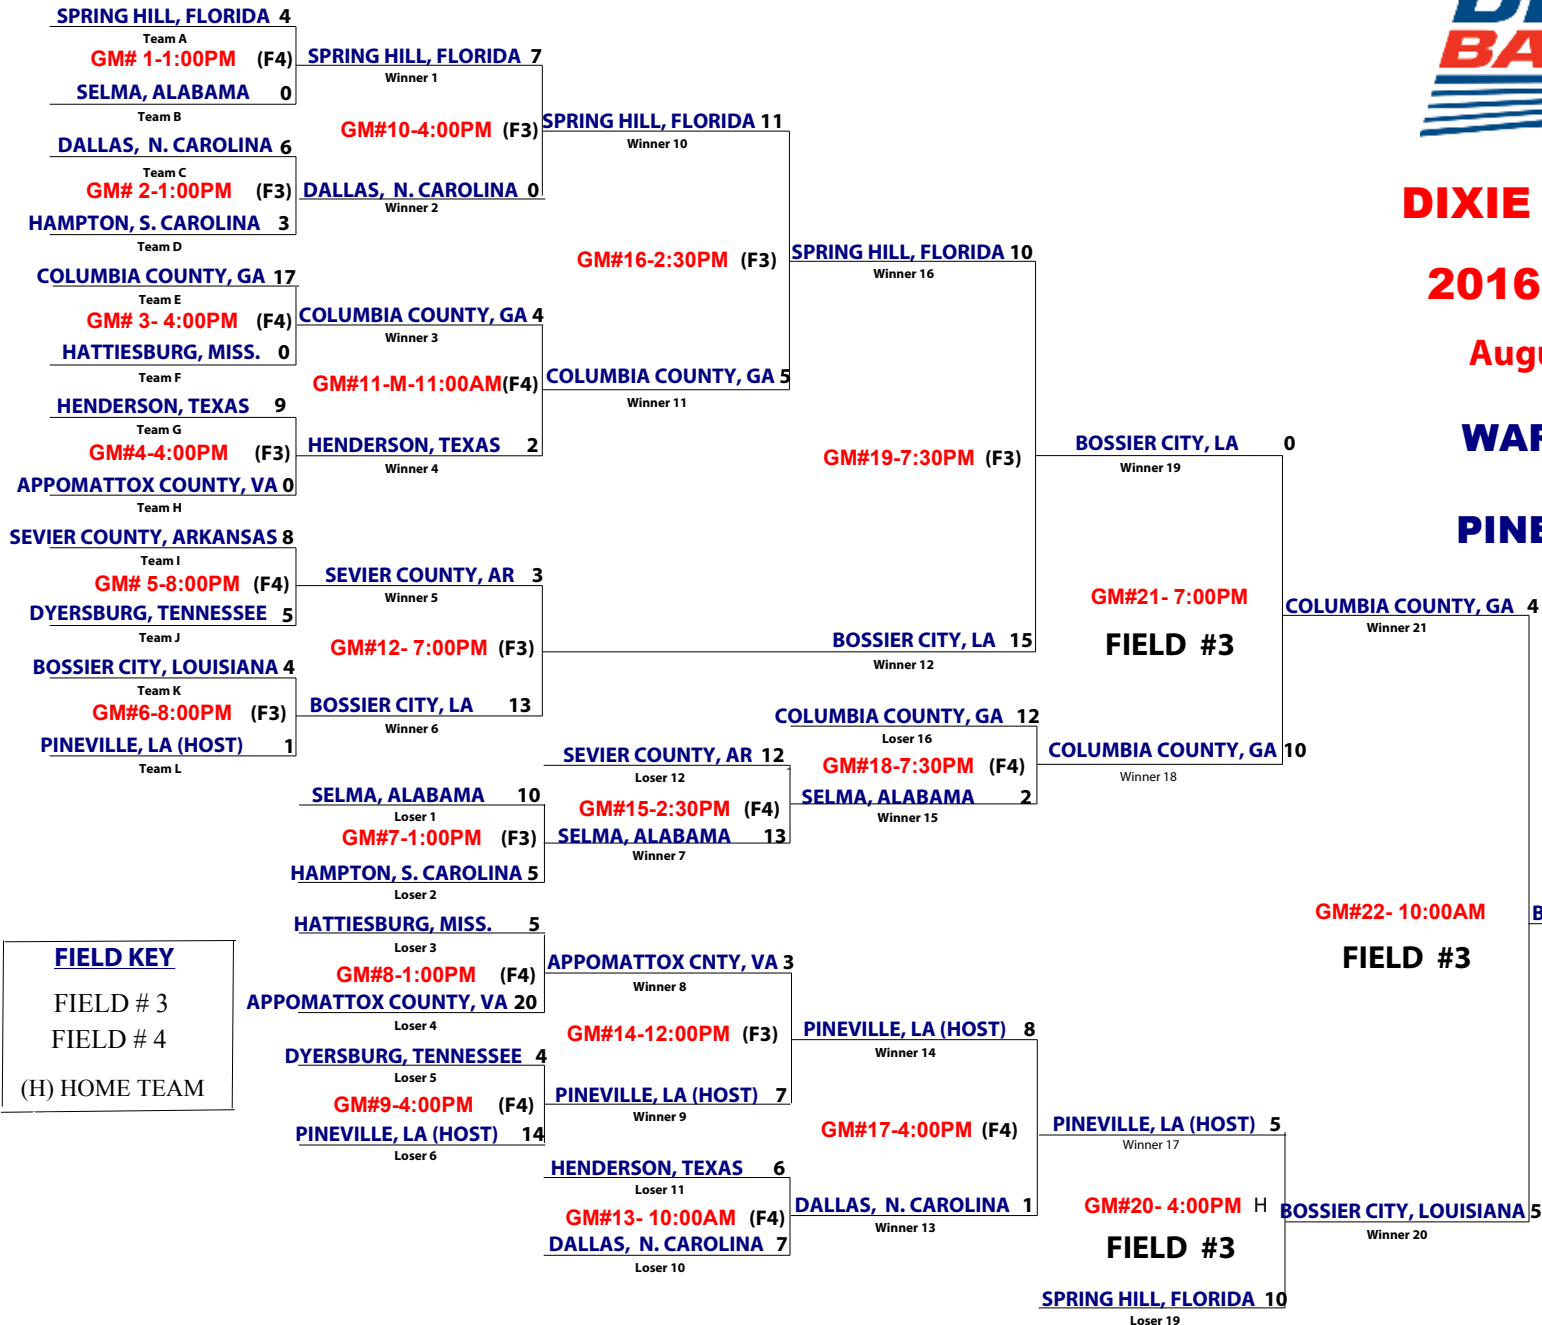 SPRING HILL, FLORIDA 4
Team A
GM# 1-1:00PM (F4)
SELMA, ALABAMA 0
Team B
DALLAS, N. CAROLINA 6
Team C
GM# 2-1:00PM (F3)
HAMPTON, S. CAROLINA 3
Team D
COLUMBIA COUNTY, GA 17
Team E
GM# 3- 4:00PM (F4)
HATTIESBURG, MISS. 0
Team F
HENDERSON, TEXAS 9
Team G
GM#4-4:00PM (F3)
APPOMATTOX COUNTY, VA 0
Team H
SEVIER COUNTY, ARKANSAS 8
Team I
GM# 5-8:00PM (F4)
DYERSBURG, TENNESSEE 5
Team J
BOSSIER CITY, LOUISIANA 4
Team K
GM#6-8:00PM (F3)
PINEVILLE, LA (HOST) 1
Team L
SPRING HILL, FLORIDA 7
Winner 1
GM#10-4:00PM (F3)
DALLAS, N. CAROLINA 0
Winner 2
COLUMBIA COUNTY, GA 4
Winner 3
GM#11-M-11:00AM(F4)
HENDERSON, TEXAS 2
Winner 4
SEVIER COUNTY, AR 3
Winner 5
GM#12- 7:00PM (F3)
BOSSIER CITY, LA 13
Winner 6
SELMA, ALABAMA 10
Loser 1
GM#7-1:00PM (F3)
HAMPTON, S. CAROLINA 5
Loser 2
HATTIESBURG, MISS. 5
Loser 3
GM#8-1:00PM (F4)
APPOMATTOX COUNTY, VA 20
Loser 4
DYERSBURG, TENNESSEE 4
Loser 5
GM#9-4:00PM (F4)
PINEVILLE, LA (HOST) 14
Loser 6
SPRING HILL, FLORIDA 11
Winner 10
GM#16-2:30PM (F3)
COLUMBIA COUNTY, GA 5
Winner 11
SEVIER COUNTY, AR 12
Loser 12
GM#15-2:30PM (F4)
SELMA, ALABAMA 13
Winner 7
APPOMATTOX CNTY, VA 3
Winner 8
GM#14-12:00PM (F3)
PINEVILLE, LA (HOST) 7
Winner 9
HENDERSON, TEXAS 6
Loser 11
GM#13- 10:00AM (F4)
DALLAS, N. CAROLINA 7
Loser 10
SPRING HILL, FLORIDA 10
Winner 16
GM#19-7:30PM (F3)
BOSSIER CITY, LA 15
Winner 12
COLUMBIA COUNTY, GA 12
Loser 16
GM#18-7:30PM (F4)
SELMA, ALABAMA 2
Winner 15
PINEVILLE, LA (HOST) 8
Winner 14
GM#17-4:00PM (F4)
DALLAS, N. CAROLINA 1
Winner 13
BOSSIER CITY, LA 0
Winner 19
GM#21- 7:00PM
FIELD #3
COLUMBIA COUNTY, GA 10
Winner 18
PINEVILLE, LA (HOST) 5
Winner 17
GM#20- 4:00PM H
FIELD #3
SPRING HILL, FLORIDA 10
Loser 19
COLUMBIA COUNTY, GA 4
Winner 21
GM#22- 10:00AM
FIELD #3
BOSSIER CITY, LOUISIANA 5
Winner 20
DIXIE
2016
FIELD KEY
FIELD # 3
FIELD # 4
(H) HOME TEAM